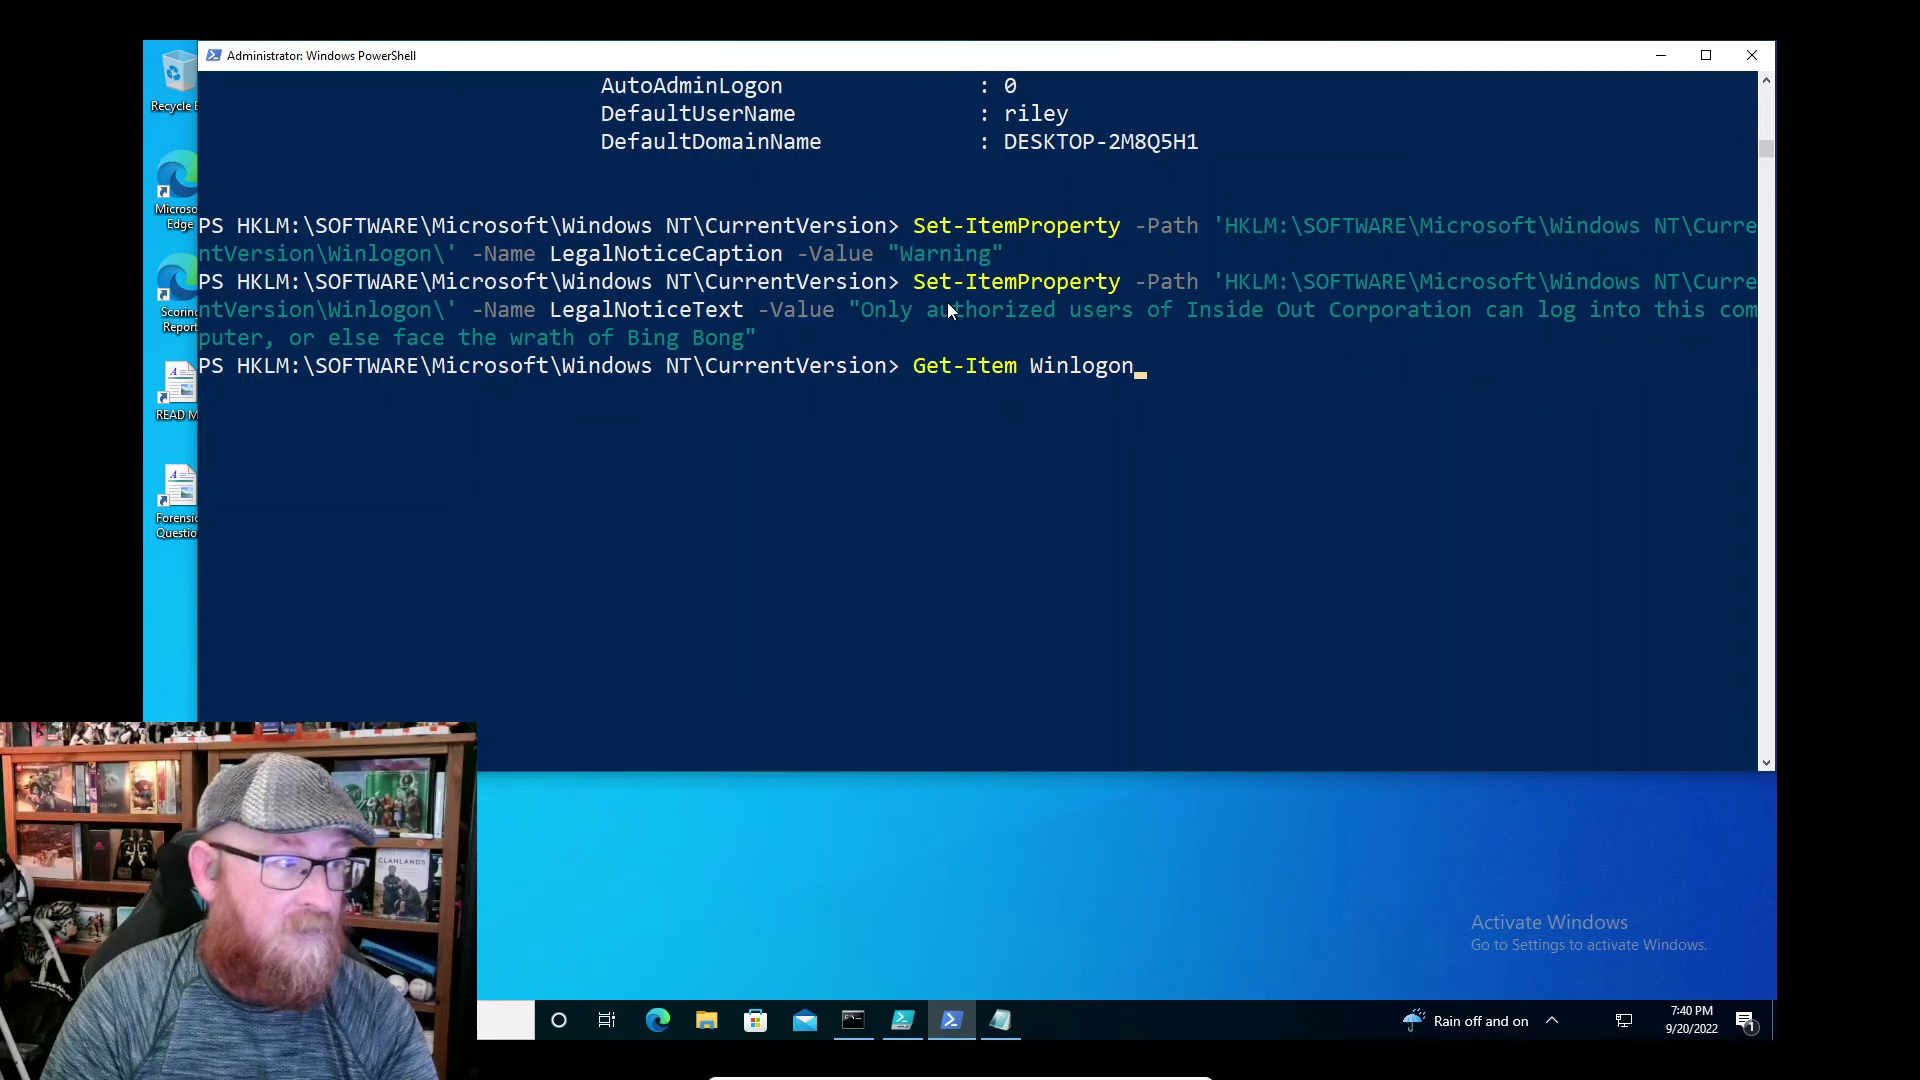 Administrator: Windows PowerShell
AutoAdminLogon : 0
DefaultUserName : riley
DefaultDomainName : DESKTOP-2M8Q5H1
PS HKLM:\SOFTWARE\Microsoft\Windows NT\CurrentVersion> Set-ItemProperty -Path 'HKLM:\SOFTWARE\Microsoft\Windows NT\Curre
ntVersion\Winlogon\' -Name LegalNoticeCaption -Value "Warning"
PS HKLM:\SOFTWARE\Microsoft\Windows NT\CurrentVersion> Set-ItemProperty -Path 'HKLM:\SOFTWARE\Microsoft\Windows NT\Curre
ntVersion\Winlogon\' -Name LegalNoticeText -Value "Only authorized users of Inside Out Corporation can log into this com
puter, or else face the wrath of Bing Bong"
PS HKLM:\SOFTWARE\Microsoft\Windows NT\CurrentVersion> Get-Item Winlogon
Recycle B
Microso
Edge
Scoring
Report
READ M
Forensic
Questio
CLANLANDS
Activate Windows
Go to Settings to activate Windows.
Rain off and on
7:40 PM
9/20/2022
1